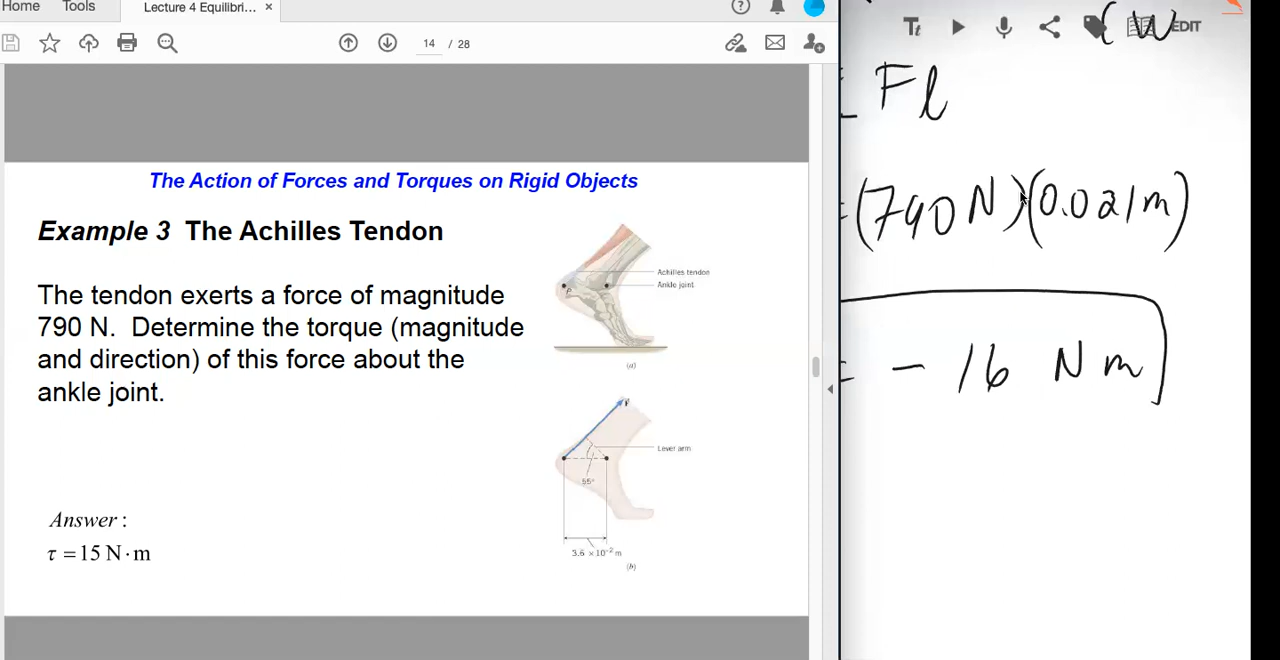 Home Tools Lecture 4 Equilibri... ×
14 / 28
EDIT
The Action of Forces and Torques on Rigid Objects
Example 3 The Achilles Tendon
The tendon exerts a force of magnitude
790 N. Determine the torque (magnitude
and direction) of this force about the
ankle joint.
Answer :
τ = 15 N · m
Achilles tendon
Ankle joint
P
(a)
F
Lever arm
55°
3.6 ×10⁻² m
(b)
(W
Fl
=(790 N)(0.021m)
= - 16 N m